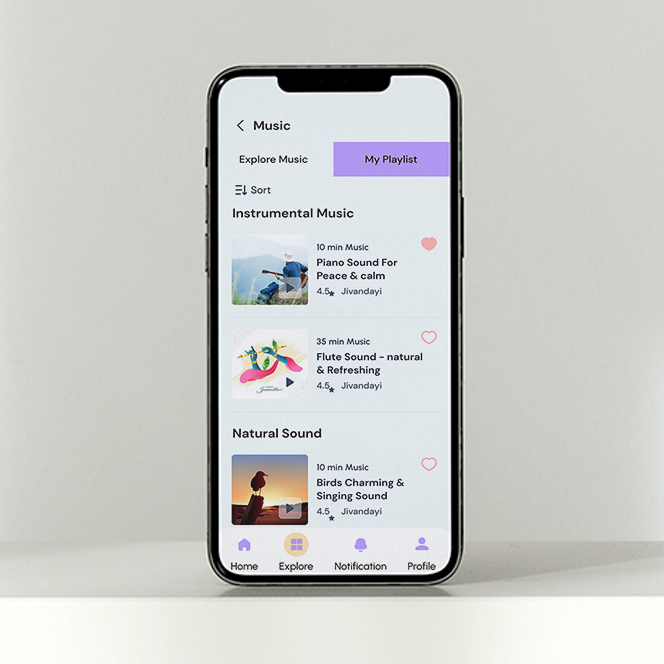 Music
Explore Music
My Playlist
Sort
Instrumental Music
10 min Music
Piano Sound For
Peace & calm
4.5 Jivandayi
35 min Music
Flute Sound - natural
& Refreshing
4.5 Jivandayi
Natural Sound
10 min Music
Birds Charming &
Singing Sound
4.5 Jivandayi
Home
Explore
Notification
Profile